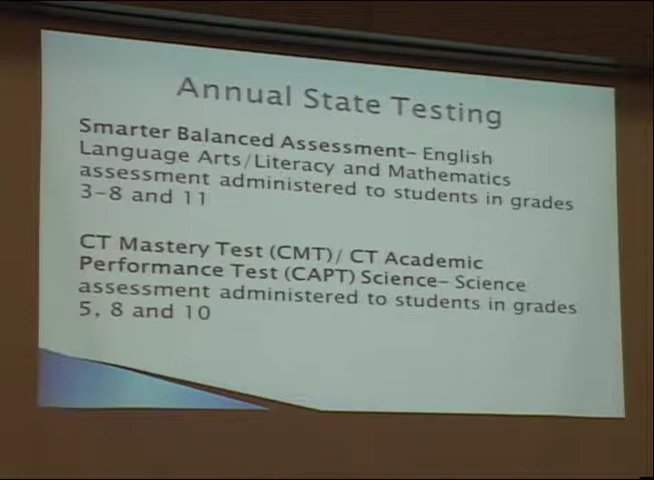 Annual State Testing
Smarter Balanced Assessment– English
Language Arts/Literacy and Mathematics
assessment administered to students in grades
3-8 and 11
CT Mastery Test (CMT)/ CT Academic
Performance Test (CAPT) Science– Science
assessment administered to students in grades
5, 8 and 10